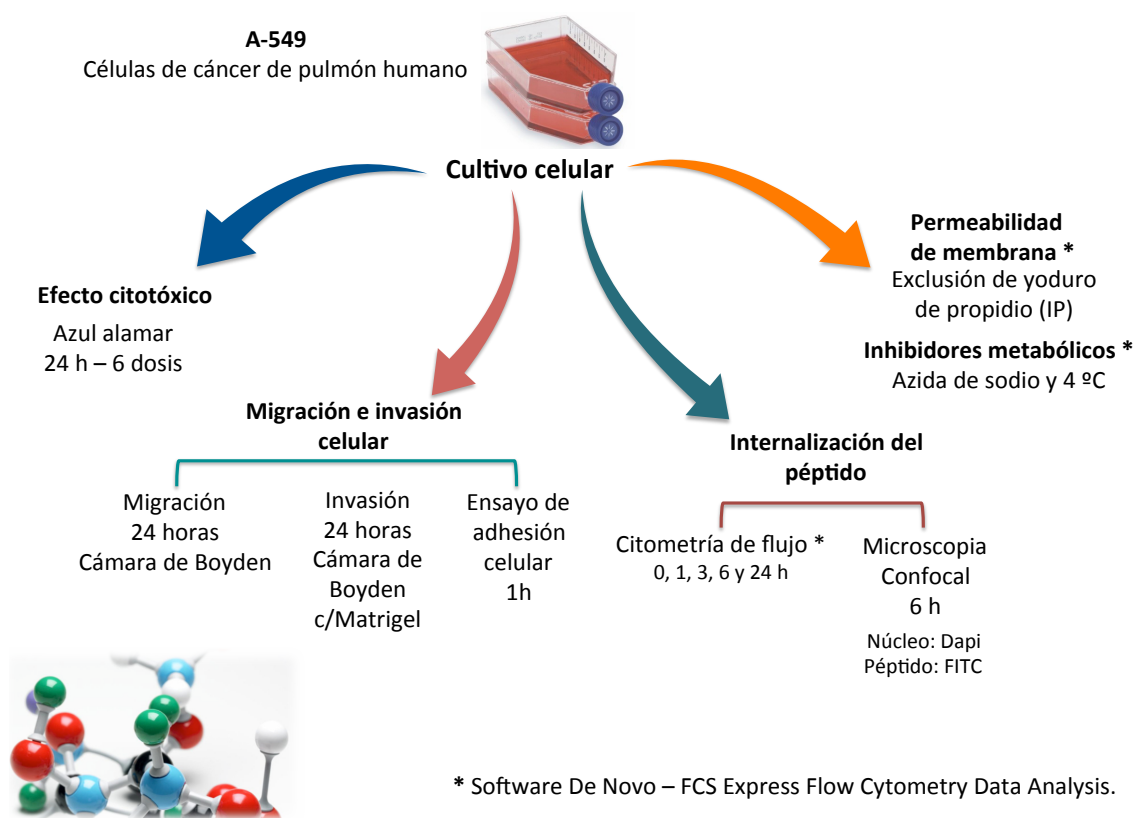 A-549
Células de cáncer de pulmón humano
Cultivo celular
Efecto citotóxico
Azul alamar
24 h – 6 dosis
Migración e invasión
celular
Migración
24 horas
Cámara de Boyden
Invasión
24 horas
Cámara de
Boyden
c/Matrigel
Ensayo de
adhesión
celular
1h
Internalización del
péptido
Citometría de flujo *
0, 1, 3, 6 y 24 h
Microscopia
Confocal
6 h
Núcleo: Dapi
Péptido: FITC
Permeabilidad
de membrana *
Exclusión de yoduro
de propidio (IP)
Inhibidores metabólicos *
Azida de sodio y 4 ºC
* Software De Novo – FCS Express Flow Cytometry Data Analysis.